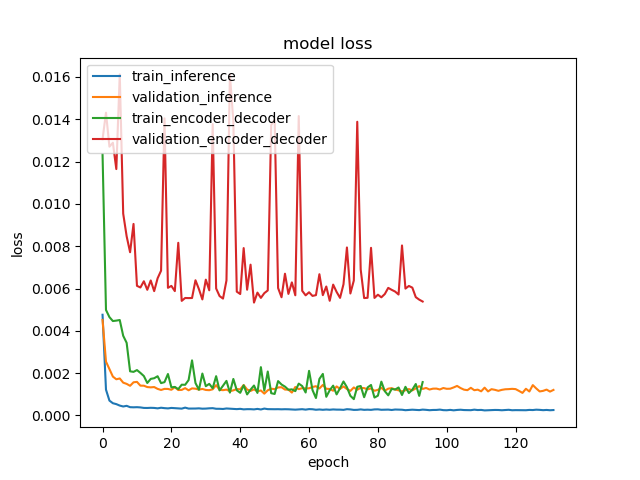 model loss
train_inference
validation_inference
train_encoder_decoder
validation_encoder_decoder
0.016
0.014
0.012
0.010
0.008
0.006
0.004
0.002
0.000
loss
0 20 40 60 80 100 120
epoch